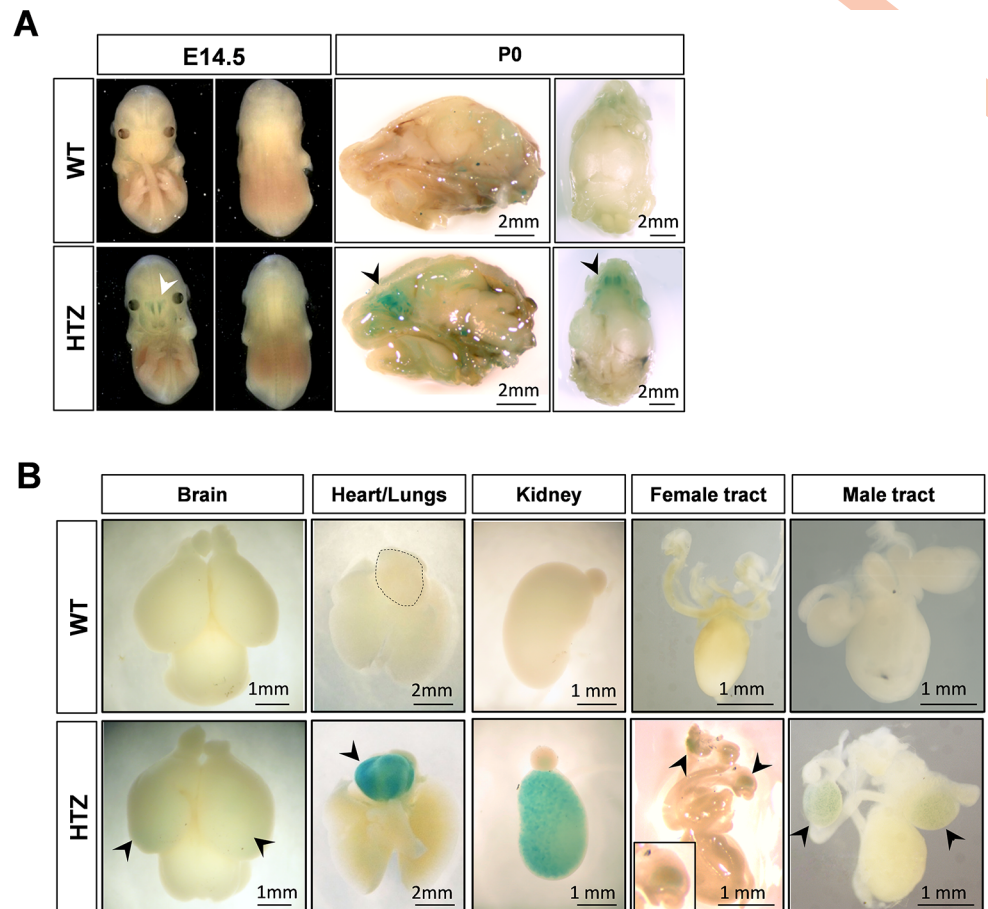 A
E14.5
P0
WT
2mm
2mm
HTZ
2mm
2mm
B
Brain
Heart/Lungs
Kidney
Female tract
Male tract
WT
1mm
2mm
1 mm
1 mm
1 mm
HTZ
1mm
2mm
1 mm
1 mm
1 mm